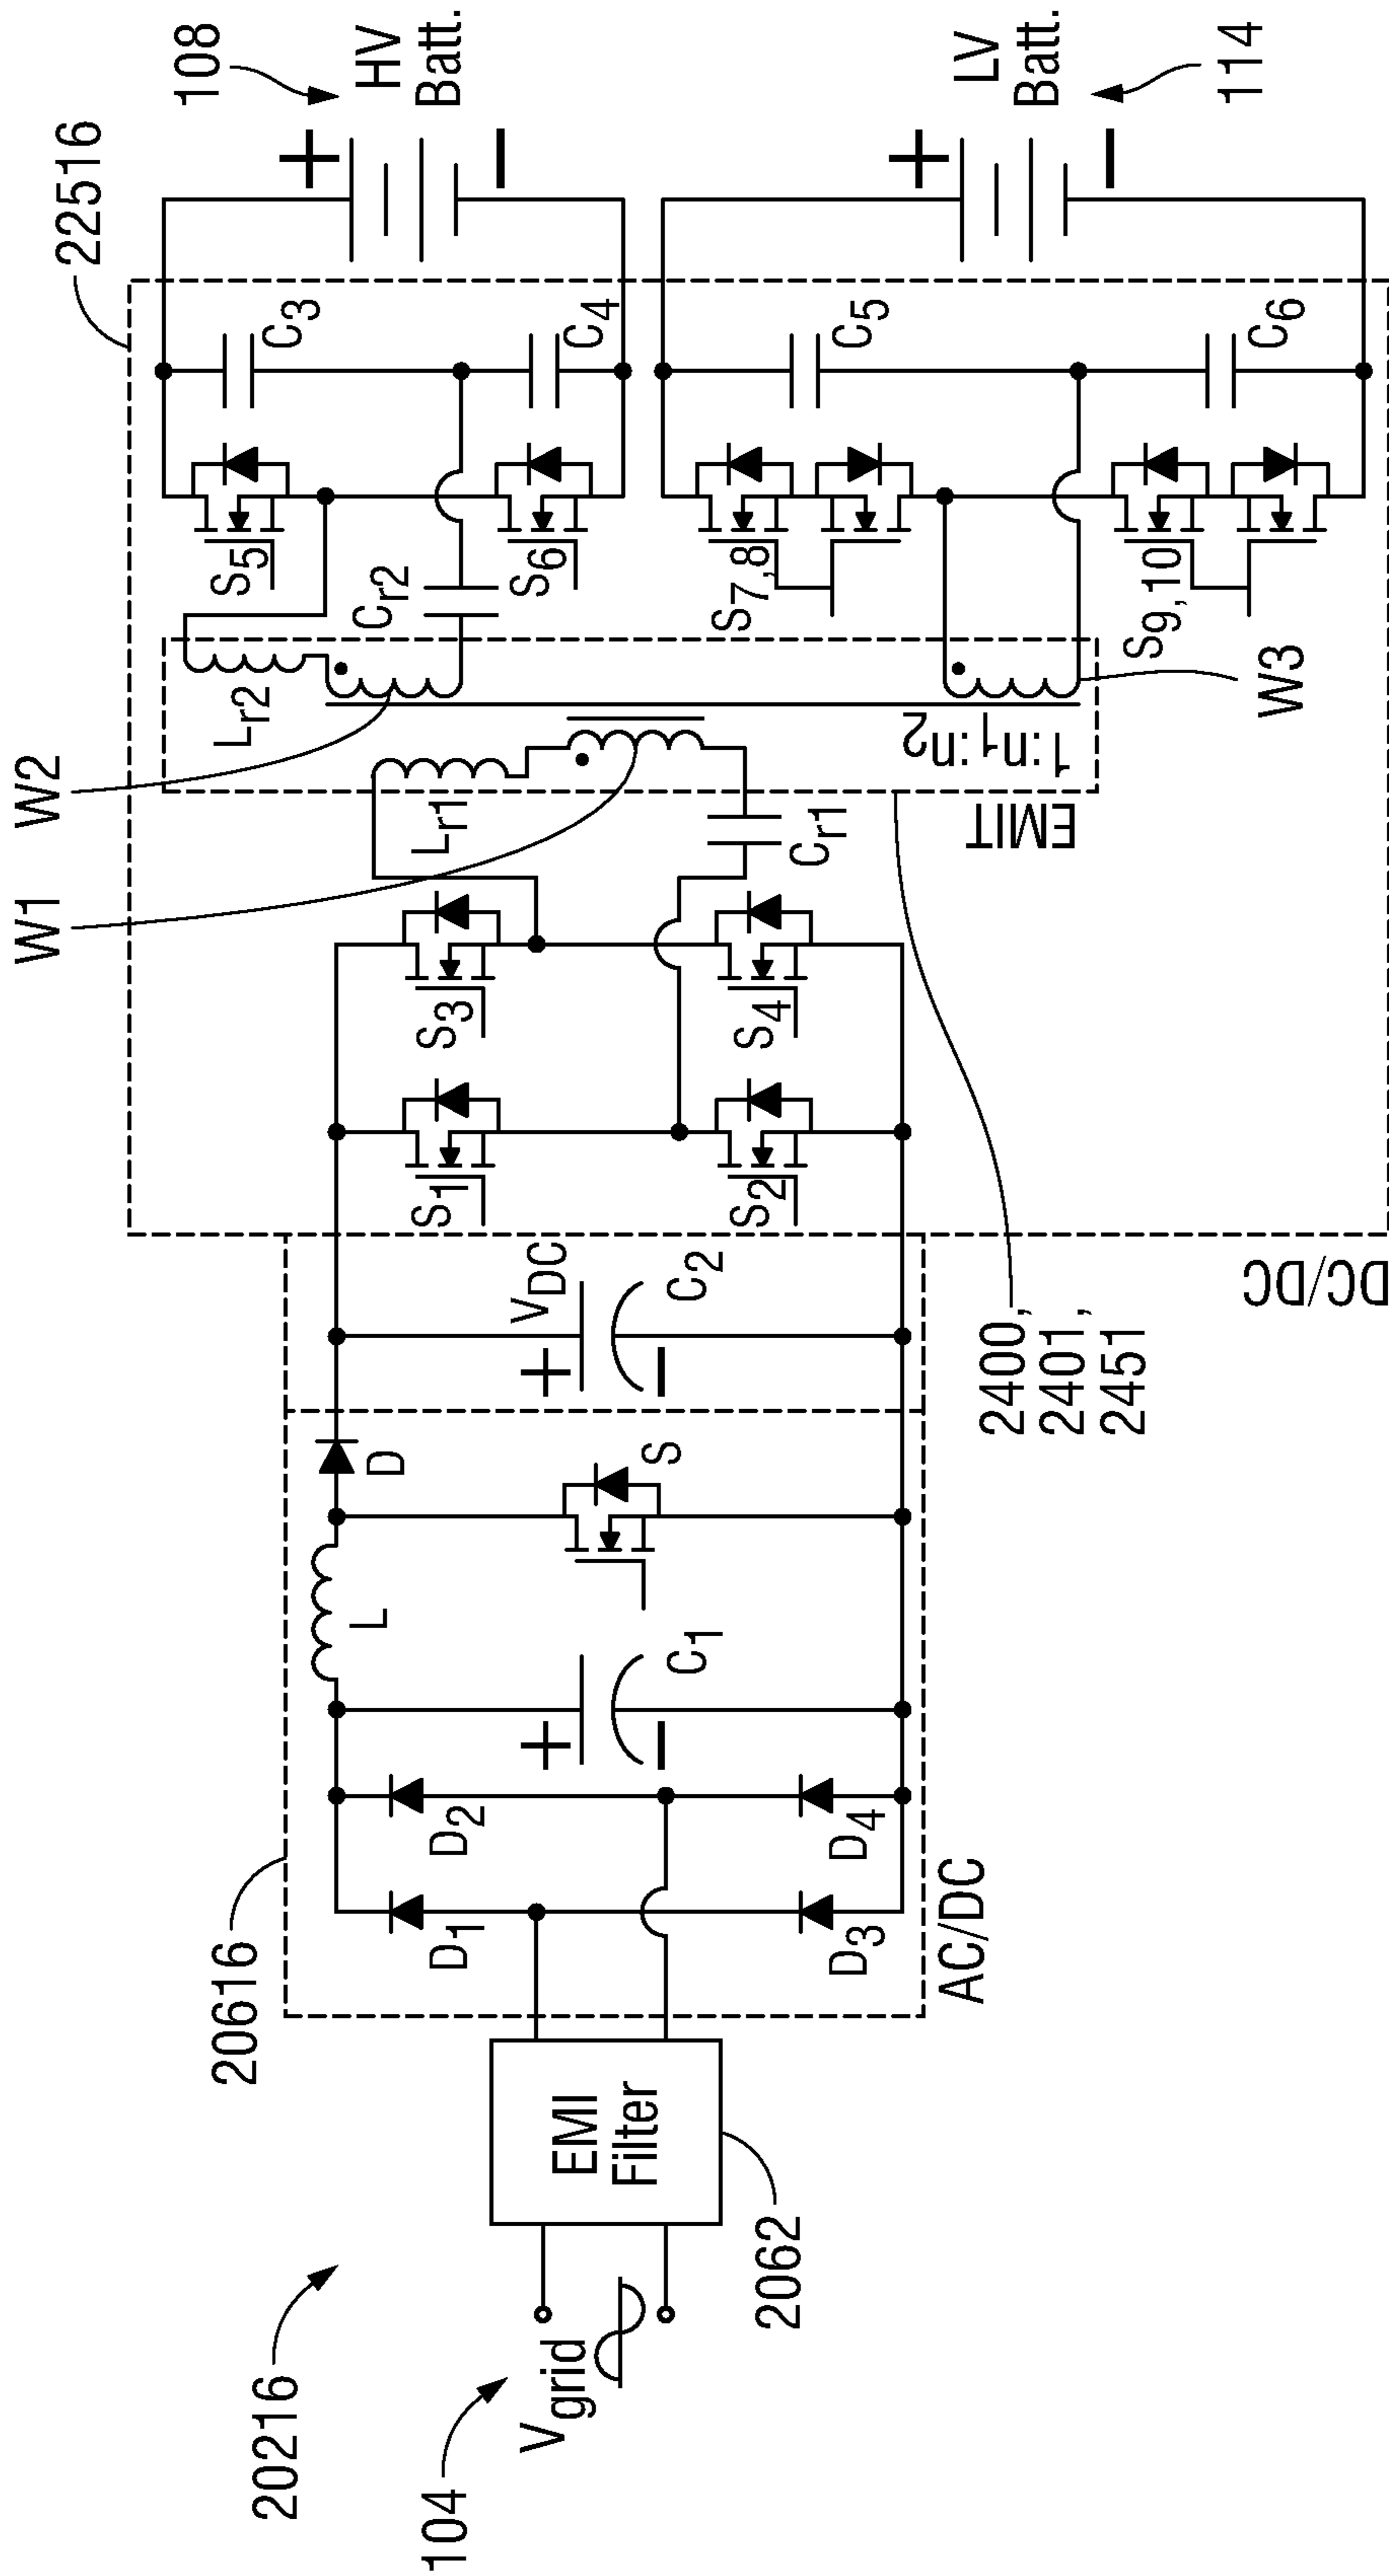 20216
104
Vgrid
EMI
Filter
2062
20616
AC/DC
D1
D2
D3
D4
+
−
C1
L
S
D
+
−
VDC
C2
DC/DC
22516
S1
S2
S3
S4
W1
W2
Lr1
Cr1
EMIT
1:n1:n2
2400,
2401,
2451
Lr2
Cr2
W3
S5
S6
S7,8
S9,10
C3
C4
C5
C6
+
−
108
HV
Batt.
+
−
LV
Batt.
114